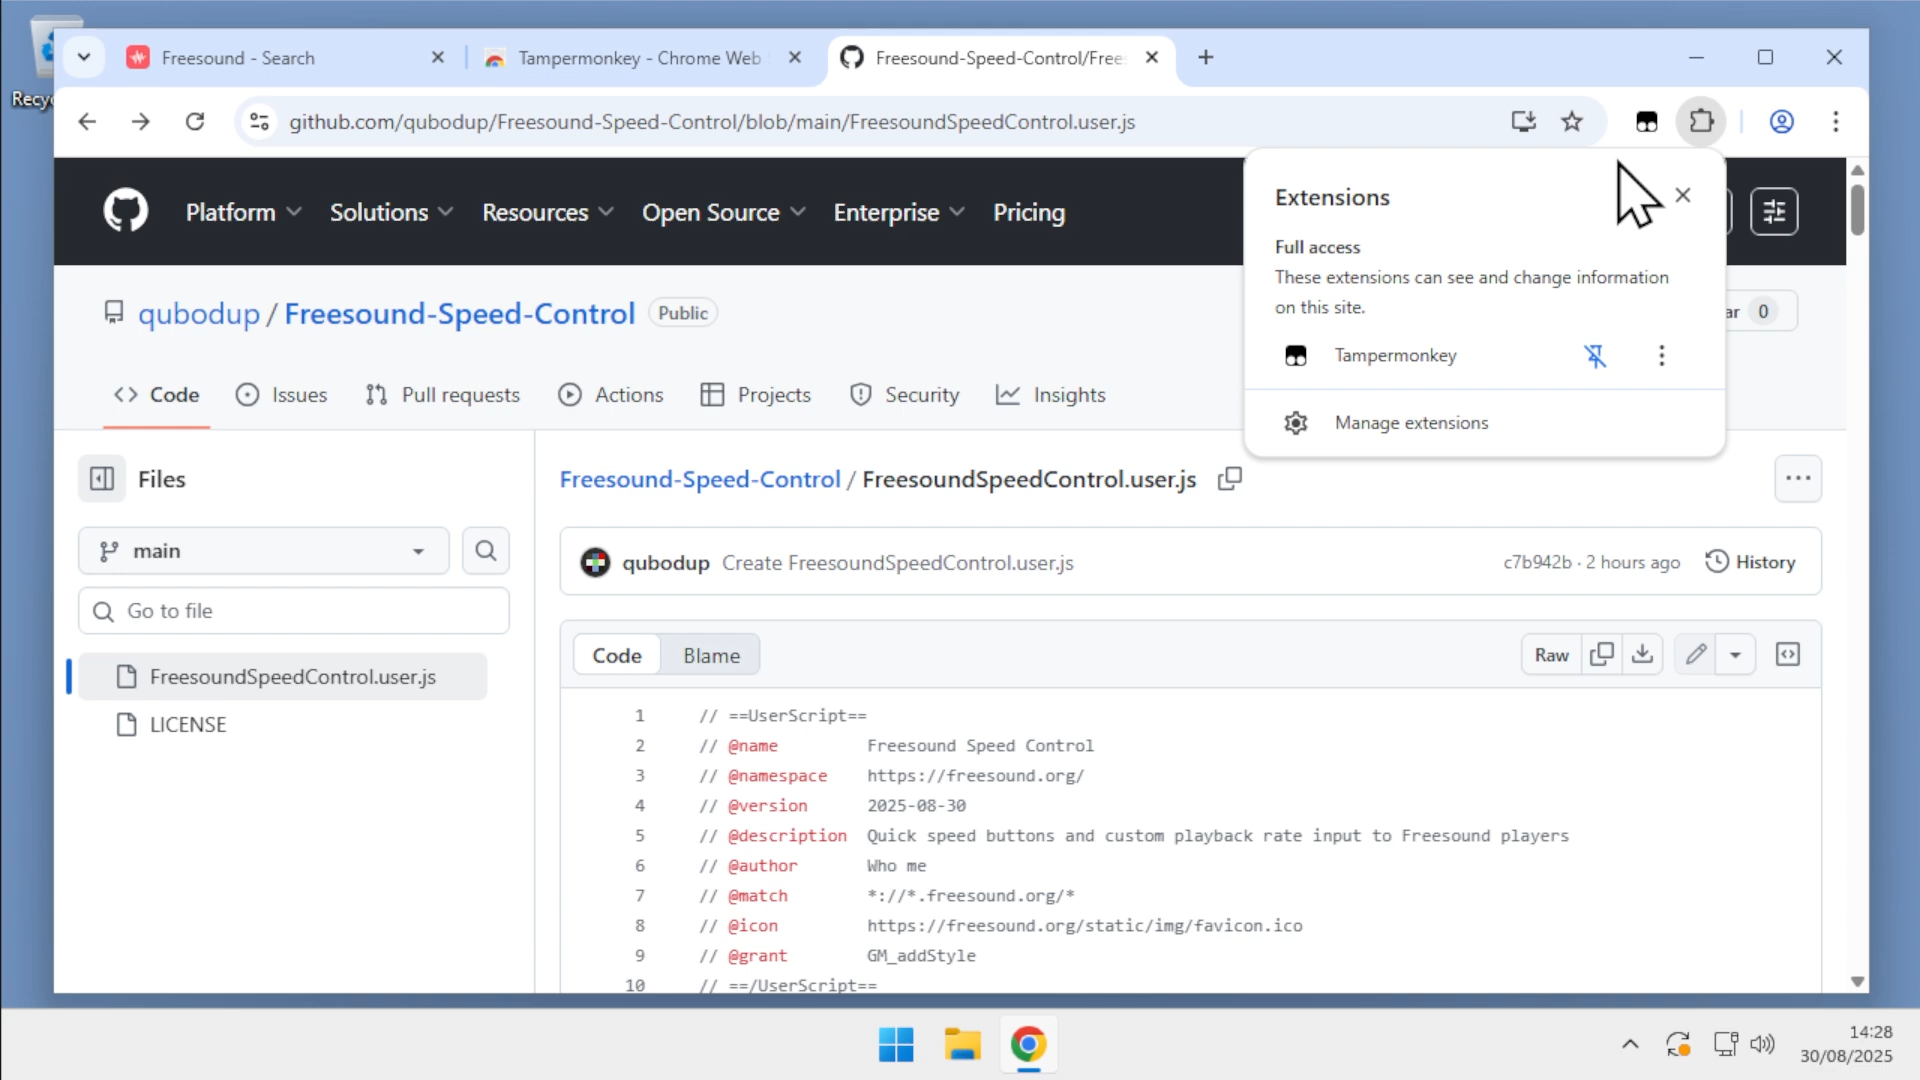 Recy
Freesound - Search
Tampermonkey - Chrome Web
Freesound-Speed-Control/Free
github.com/qubodup/Freesound-Speed-Control/blob/main/FreesoundSpeedControl.user.js
Platform
Solutions
Resources
Open Source
Enterprise
Pricing
Extensions
Full access
These extensions can see and change information
on this site.
Tampermonkey
Manage extensions
qubodup / Freesound-Speed-Control
Public
ar 0
Code
Issues
Pull requests
Actions
Projects
Security
Insights
Files
main
Go to file
FreesoundSpeedControl.user.js
LICENSE
Freesound-Speed-Control / FreesoundSpeedControl.user.js
qubodup Create FreesoundSpeedControl.user.js
c7b942b · 2 hours ago
History
Code
Blame
Raw
1 // ==UserScript==
2 // @name Freesound Speed Control
3 // @namespace https://freesound.org/
4 // @version 2025-08-30
5 // @description Quick speed buttons and custom playback rate input to Freesound players
6 // @author Who me
7 // @match *://*.freesound.org/*
8 // @icon https://freesound.org/static/img/favicon.ico
9 // @grant GM_addStyle
10 // ==/UserScript==
14:28
30/08/2025